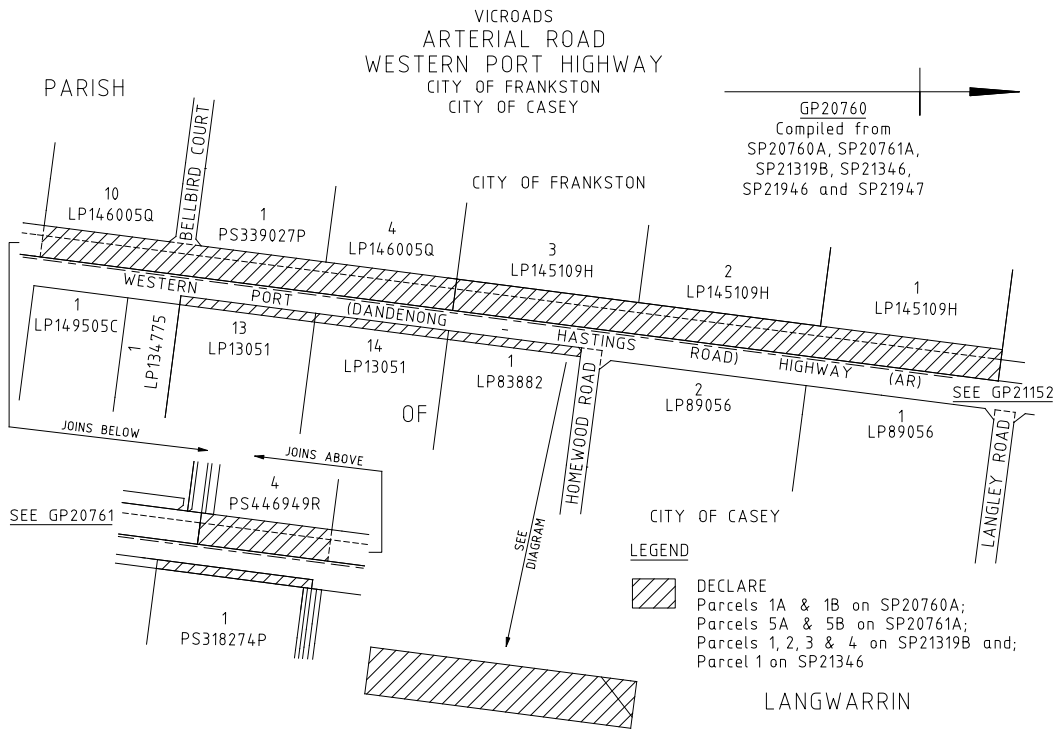 VICROADS
ARTERIAL ROAD
WESTERN PORT HIGHWAY
CITY OF FRANKSTON
CITY OF CASEY
PARISH
GP20760
Compiled from
SP20760A, SP20761A,
SP21319B, SP21346,
SP21946 and SP21947
BELLBIRD COURT
CITY OF FRANKSTON
10
LP146005Q
1
PS339027P
4
LP146005Q
3
LP145109H
2
LP145109H
1
LP145109H
WESTERN PORT (DANDENONG - HASTINGS ROAD) HIGHWAY (AR)
SEE GP21152
1
LP149505C
1
LP134775
13
LP13051
14
LP13051
1
LP83882
HOMEWOOD ROAD
2
LP89056
1
LP89056
LANGLEY ROAD
OF
JOINS BELOW
JOINS ABOVE
4
PS446949R
SEE GP20761
1
PS318274P
SEE
DIAGRAM
CITY OF CASEY
LEGEND
DECLARE
Parcels 1A & 1B on SP20760A;
Parcels 5A & 5B on SP20761A;
Parcels 1, 2, 3 & 4 on SP21319B and;
Parcel 1 on SP21346
LANGWARRIN